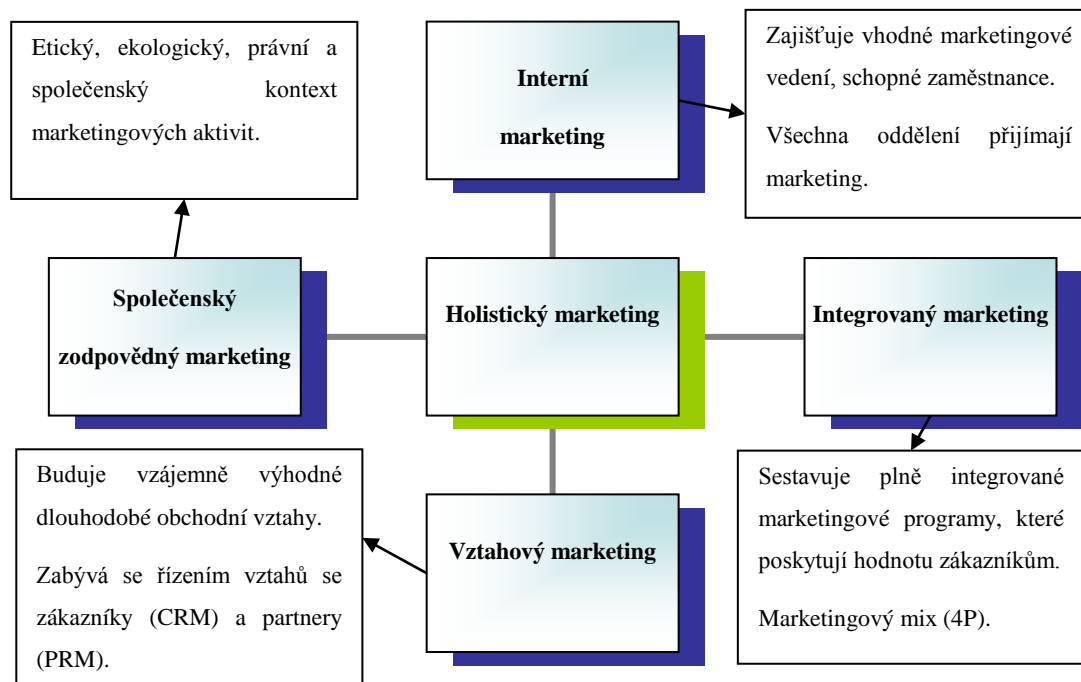 Etický, ekologický, právní a
společenský kontext
marketingových aktivit.
Interní
marketing
Zajišťuje vhodné marketingové
vedení, schopné zaměstnance.
Všechna oddělení přijímají
marketing.
Společenský
zodpovědný marketing
Holistický marketing
Integrovaný marketing
Buduje vzájemně výhodné
dlouhodobé obchodní vztahy.
Zabývá se řízením vztahů se
zákazníky (CRM) a partnery
(PRM).
Vztahový marketing
Sestavuje plně integrované
marketingové programy, které
poskytují hodnotu zákazníkům.
Marketingový mix (4P).